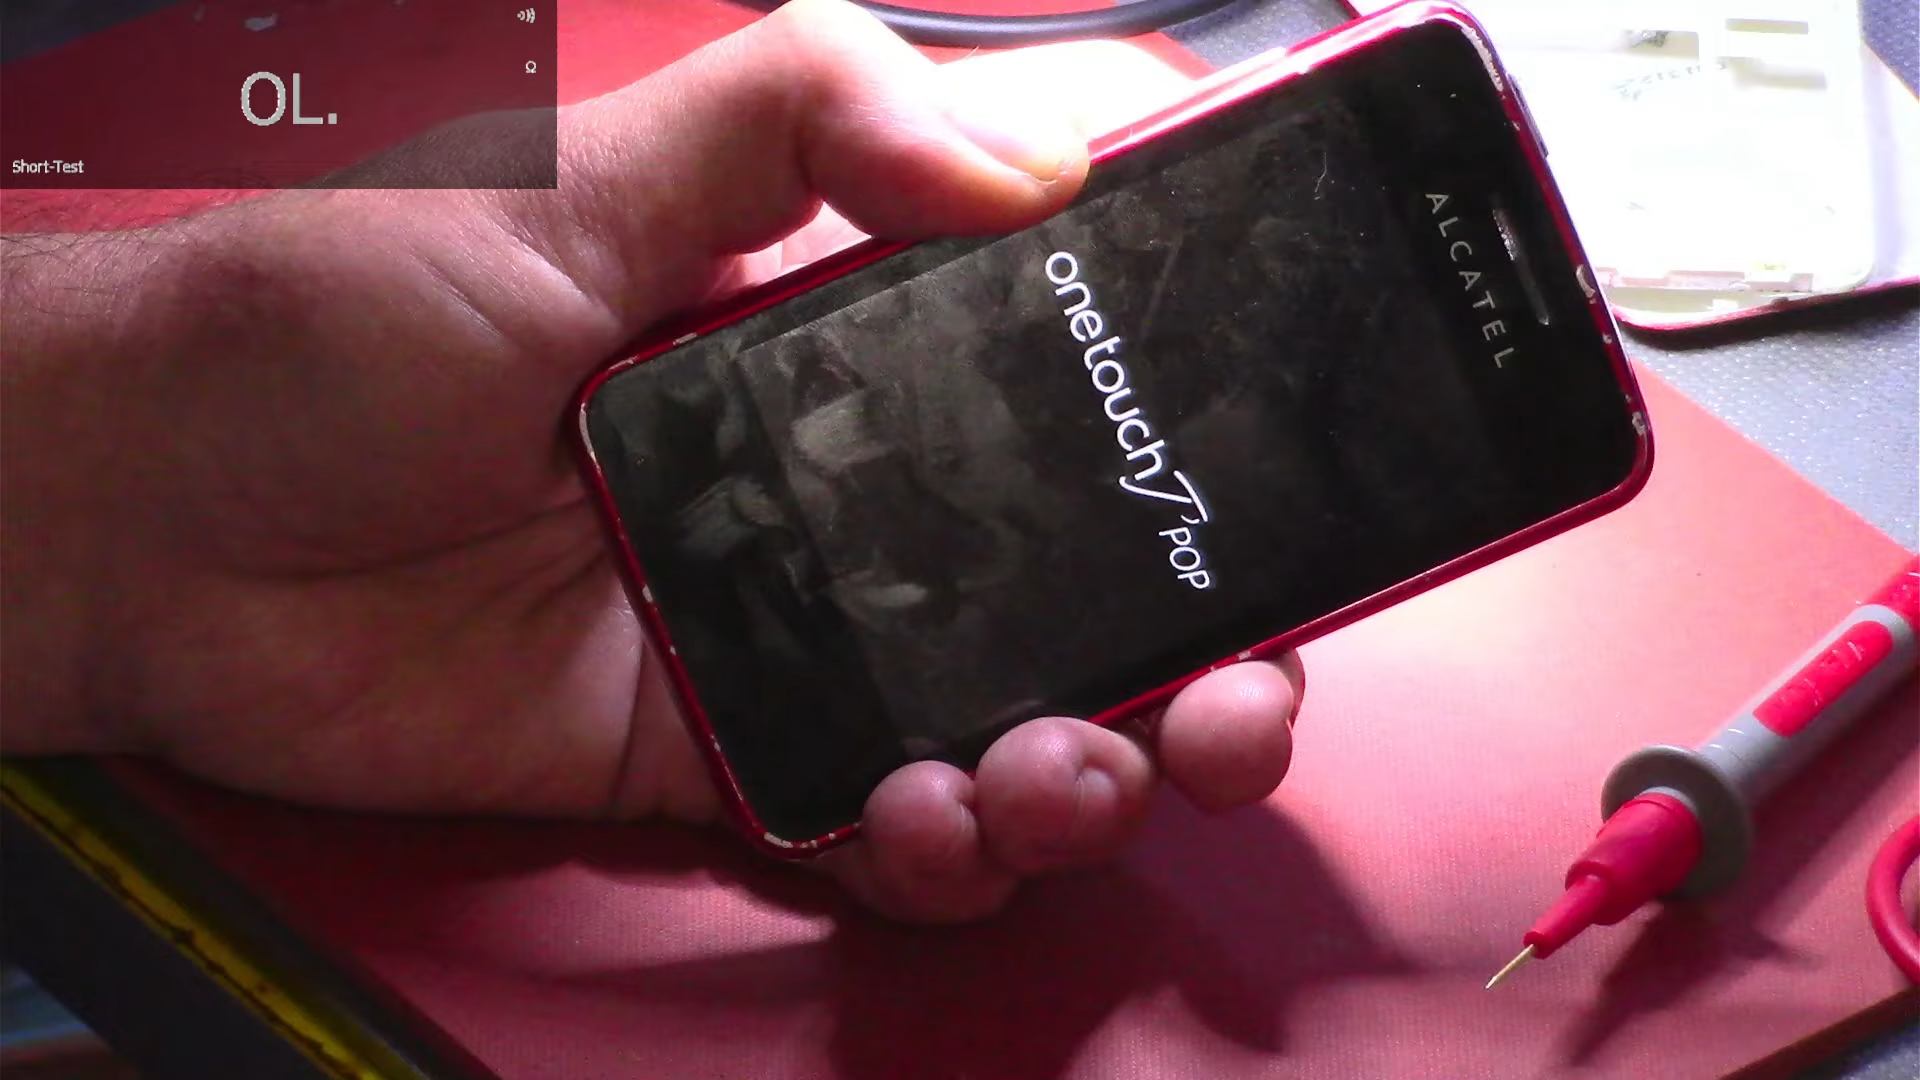 OL.
Ω
Short-Test
ALCATEL
onetouch
POP